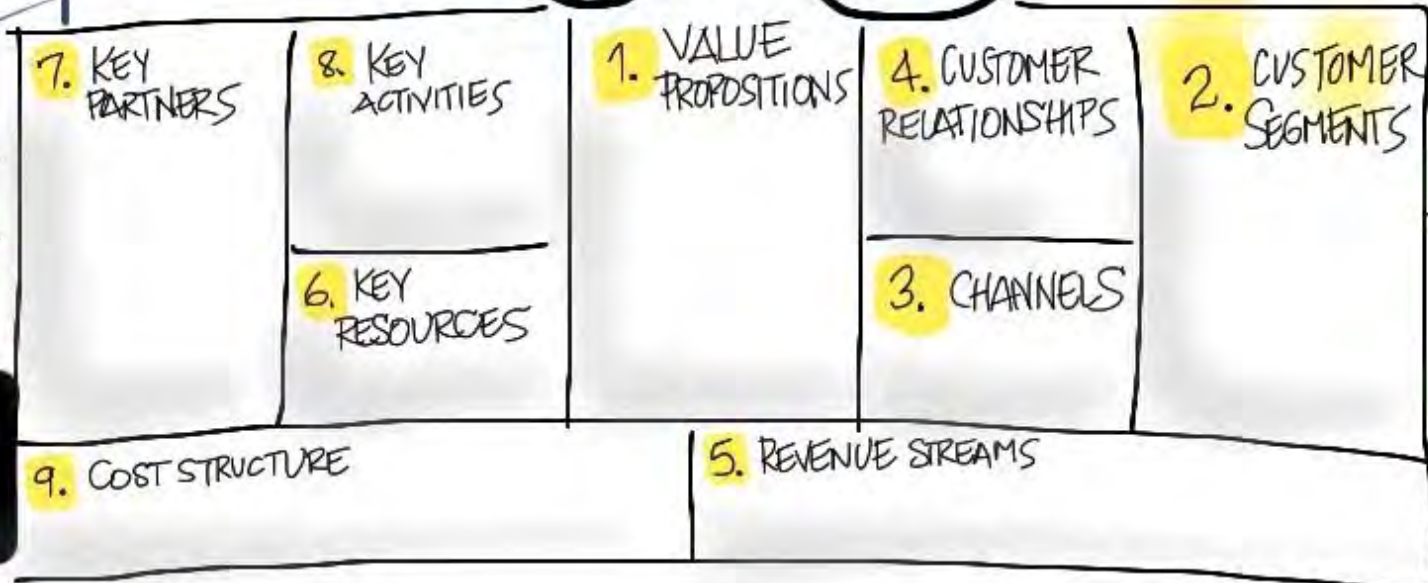 7. KEY
PARTNERS
8. KEY
ACTIVITIES
6. KEY
RESOURCES
1. VALUE
PROPOSITIONS
4. CUSTOMER
RELATIONSHIPS
3. CHANNELS
2. CUSTOMER
SEGMENTS
9. COST STRUCTURE
5. REVENUE STREAMS